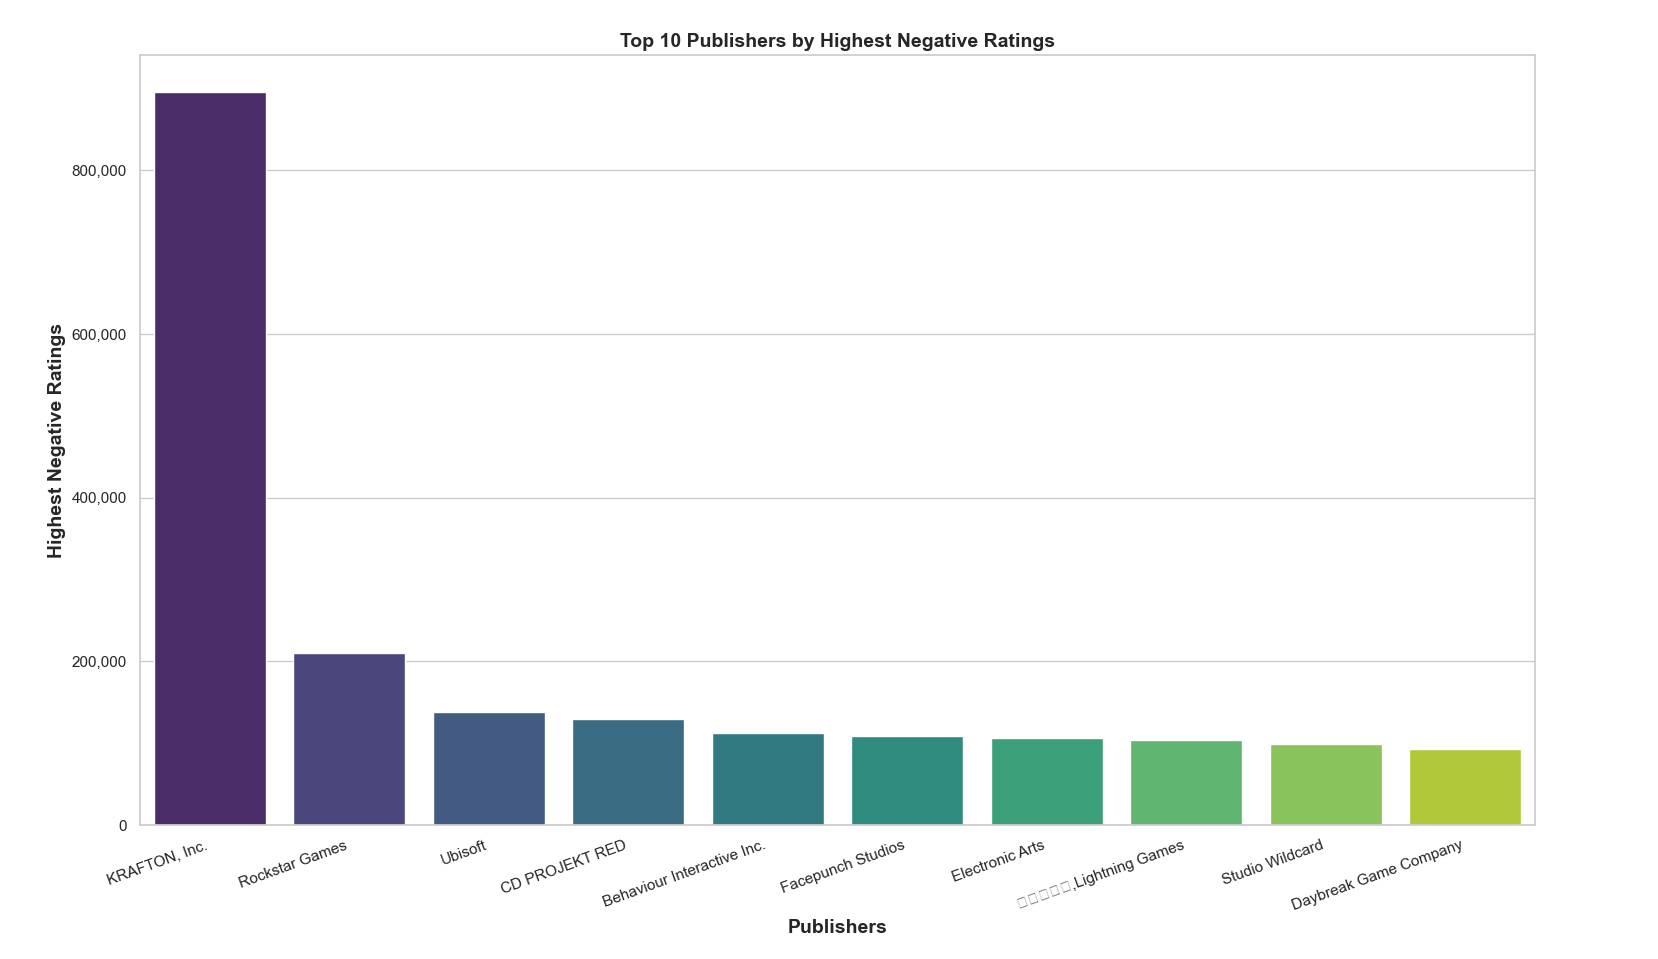 Top 10 Publishers by Highest Negative Ratings
Highest Negative Ratings
800,000
600,000
400,000
200,000
0
KRAFTON, Inc.
Rockstar Games
Ubisoft
CD PROJEKT RED
Behaviour Interactive Inc.
Facepunch Studios
Electronic Arts
□□□□□,Lightning Games
Studio Wildcard
Daybreak Game Company
Publishers